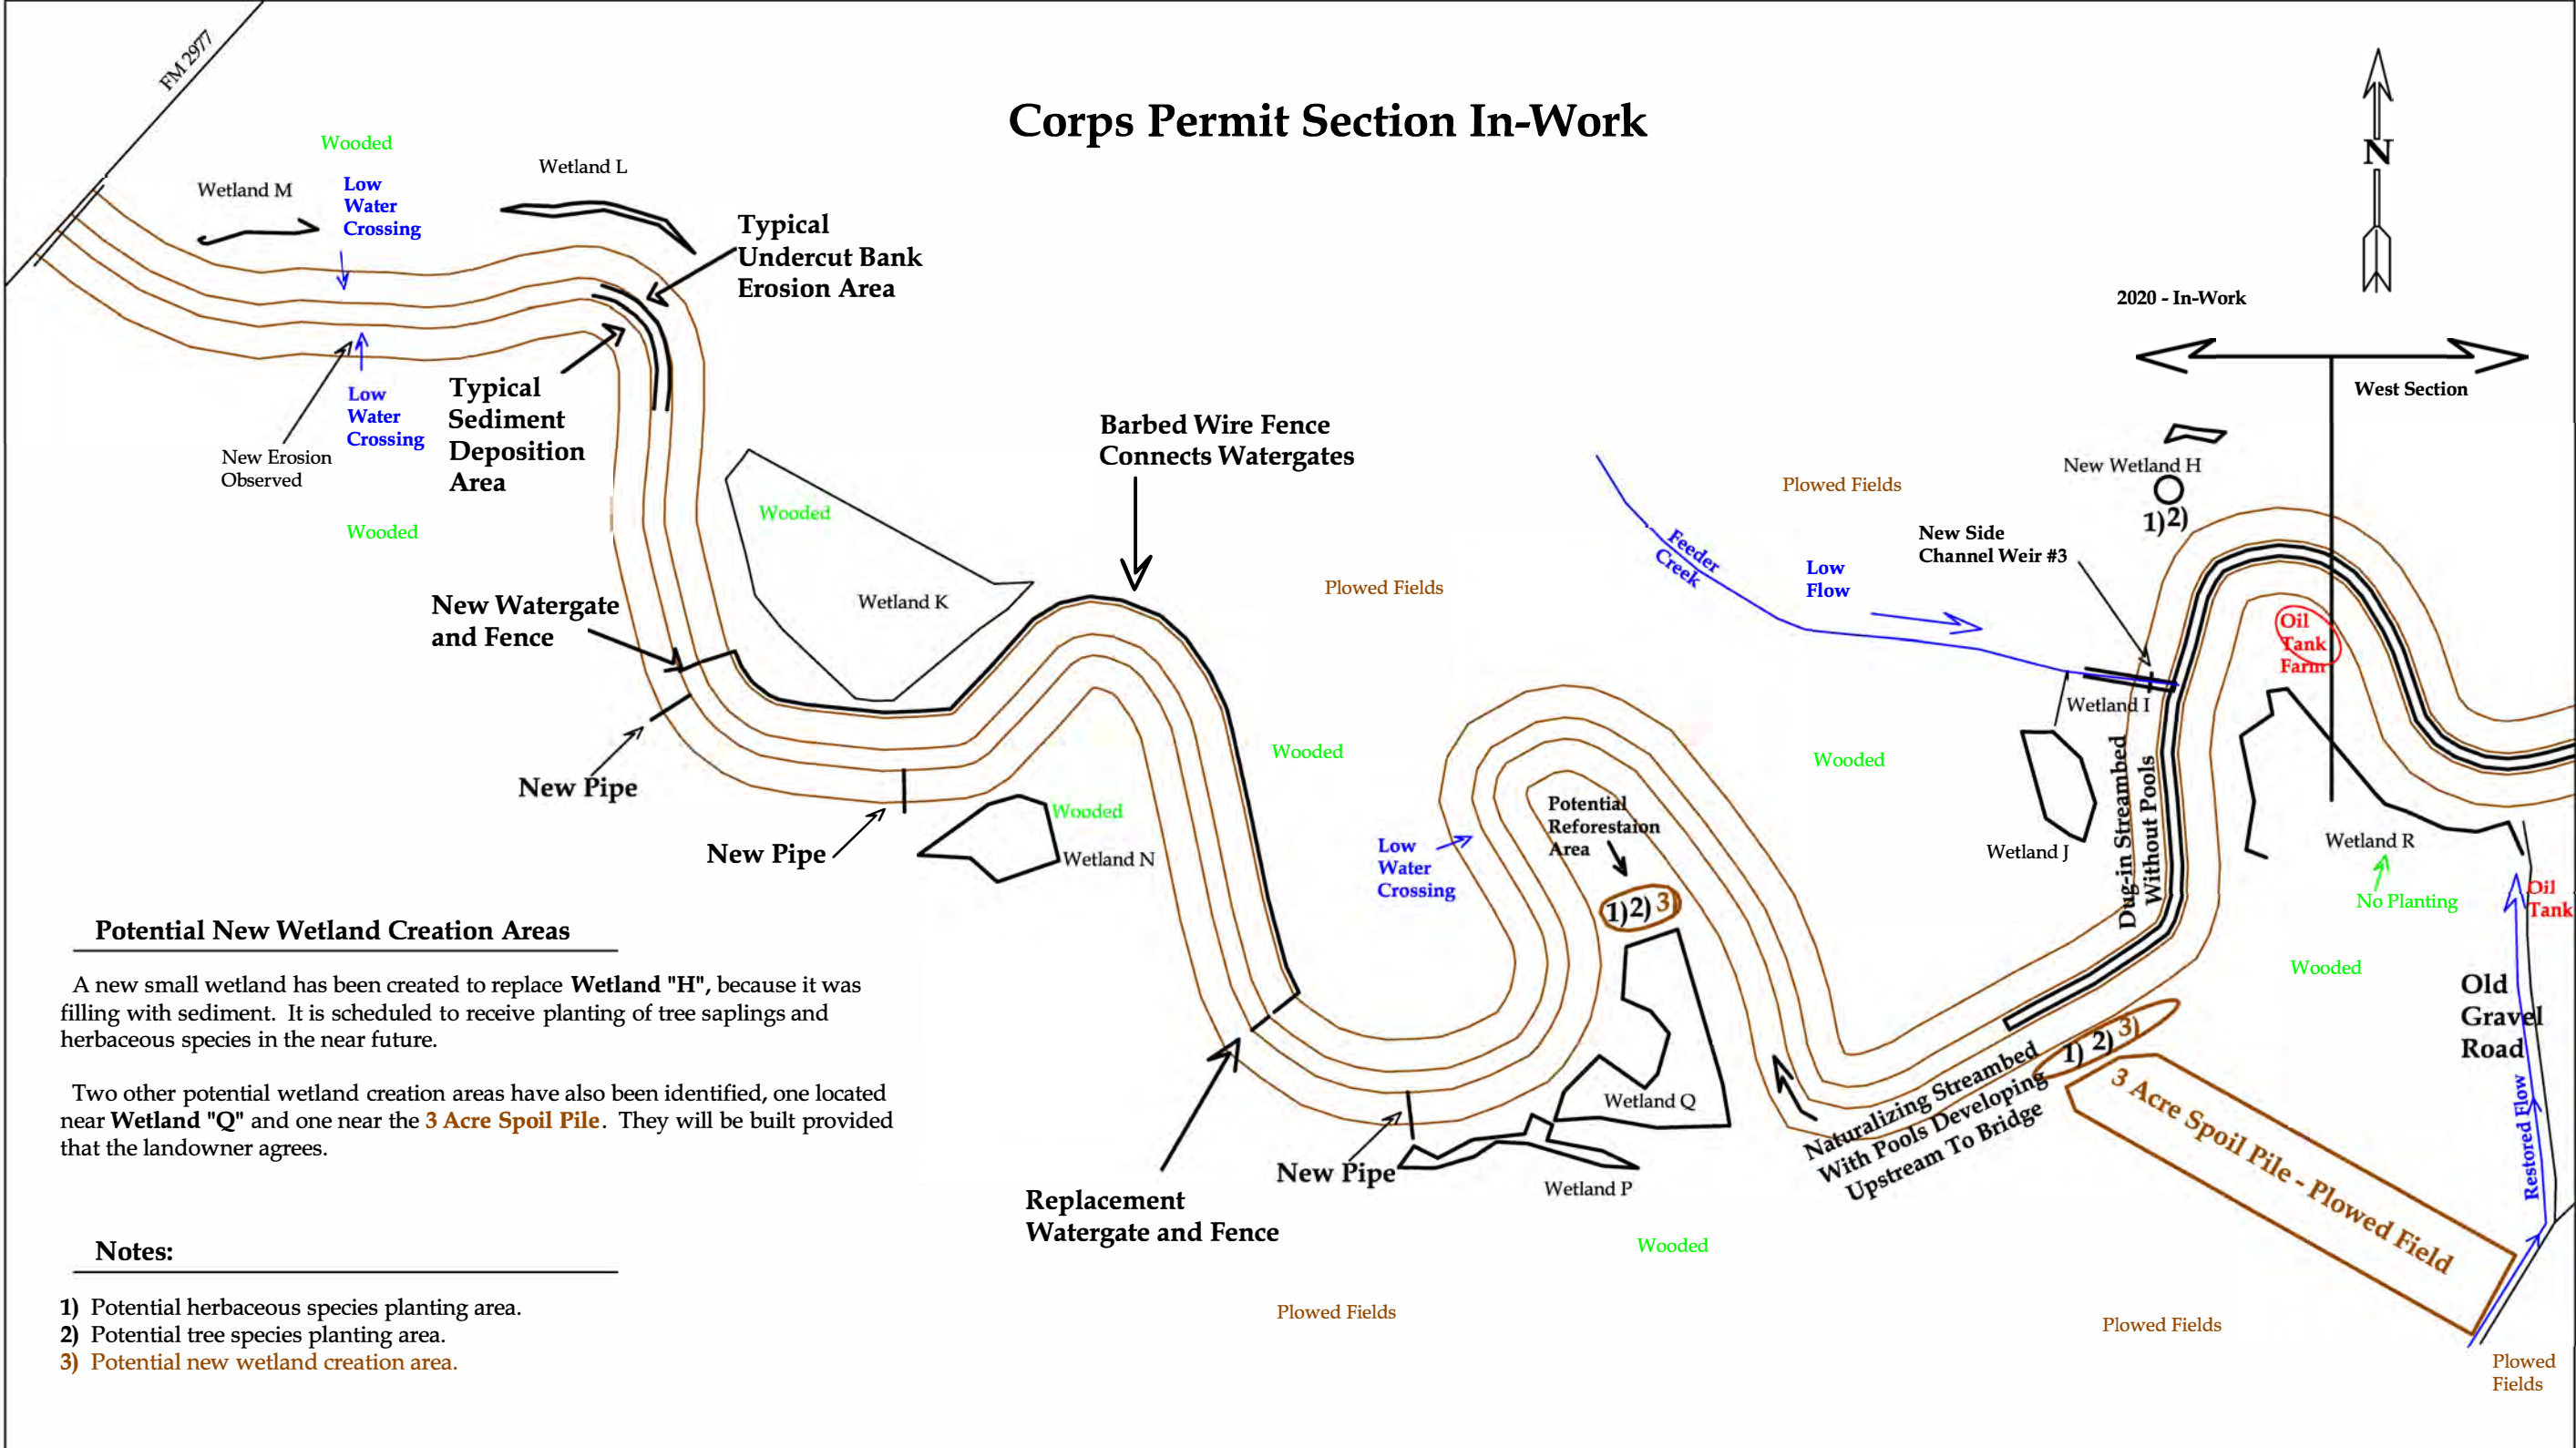 Corps Permit Section In-Work
FM 2977
Wooded
Wetland M
Low
Water
Crossing
Wetland L
Typical
Undercut Bank
Erosion Area
N
2020 - In-Work
West Section
Low
Water
Crossing
New Erosion
Observed
Typical
Sediment
Deposition
Area
Wooded
Barbed Wire Fence
Connects Watergates
Wooded
Wetland K
Plowed Fields
Feeder
Creek
Low
Flow
Plowed Fields
New Wetland H
1) 2)
New Side
Channel Weir #3
Oil
Tank
Farm
New Watergate
and Fence
New Pipe
New Pipe
Wooded
Wetland N
Wooded
Low
Water
Crossing
Potential
Reforestaion
Area
1) 2) 3)
Wooded
Wetland I
Wetland J
Dug-in Streambed
Without Pools
Wetland R
No Planting
Oil
Tank
Wooded
Old
Gravel
Road
Restored Flow
Wetland Q
New Pipe
Wetland P
Replacement
Watergate and Fence
Naturalizing Streambed
With Pools Developing
Upstream To Bridge
1) 2) 3)
3 Acre Spoil Pile - Plowed Field
Wooded
Plowed Fields
Plowed Fields
Plowed
Fields
Potential New Wetland Creation Areas
A new small wetland has been created to replace Wetland "H", because it was
filling with sediment. It is scheduled to receive planting of tree saplings and
herbaceous species in the near future.
Two other potential wetland creation areas have also been identified, one located
near Wetland "Q" and one near the 3 Acre Spoil Pile. They will be built provided
that the landowner agrees.
Notes:
1) Potential herbaceous species planting area.
2) Potential tree species planting area.
3) Potential new wetland creation area.